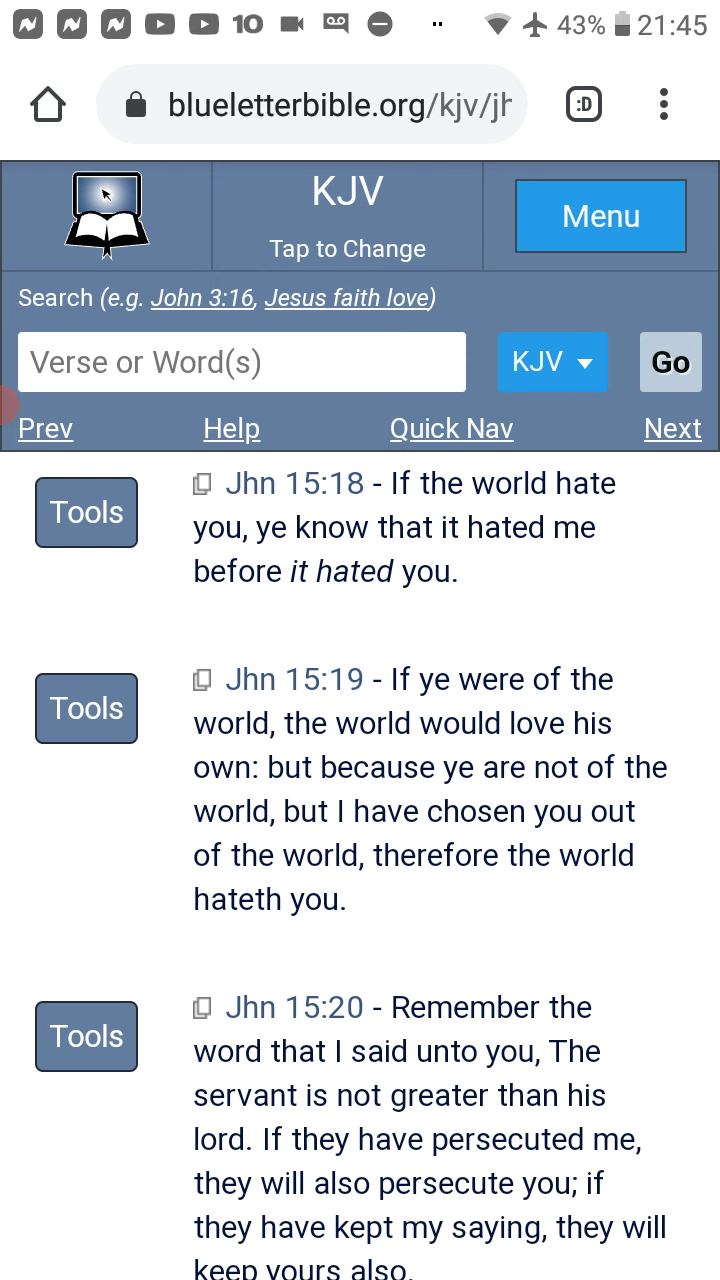 10 43% 21:45
blueletterbible.org/kjv/jh :D
KJV
Tap to Change
Menu
Search (e.g. John 3:16, Jesus faith love)
Verse or Word(s) KJV Go
Prev Help Quick Nav Next
Tools
Jhn 15:18 - If the world hate
you, ye know that it hated me
before it hated you.
Tools
Jhn 15:19 - If ye were of the
world, the world would love his
own: but because ye are not of the
world, but I have chosen you out
of the world, therefore the world
hateth you.
Tools
Jhn 15:20 - Remember the
word that I said unto you, The
servant is not greater than his
lord. If they have persecuted me,
they will also persecute you; if
they have kept my saying, they will
keep yours also.